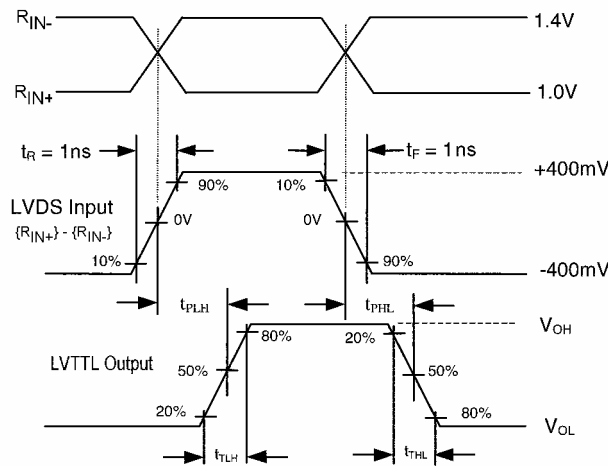 R_IN- 1.4V
R_IN+ 1.0V
t_R = 1ns t_F = 1ns
+400mV
90% 10%
LVDS Input
{R_IN+} - {R_IN-}
0V 0V
10% 90%
-400mV
t_PLH t_PHL
V_OH
80% 20%
LVTTL Output
50% 50%
20% 80%
V_OL
t_TLH t_THL